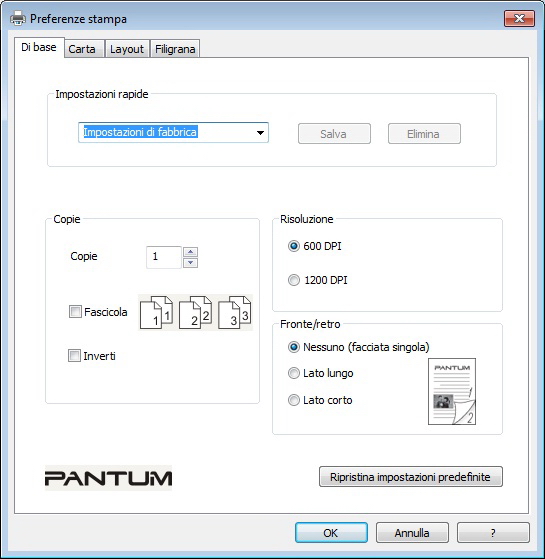 Preferenze stampa
Di base Carta Layout Filigrana
Impostazioni rapide
Impostazioni di fabbrica Salva Elimina
Copie
Copie 1
Fascicola 1 1 2 2 3 3
Inverti
Risoluzione
600 DPI
1200 DPI
Fronte/retro
Nessuno (facciata singola)
Lato lungo
Lato corto
PANTUM
1
2
PANTUM
Ripristina impostazioni predefinite
OK Annulla ?